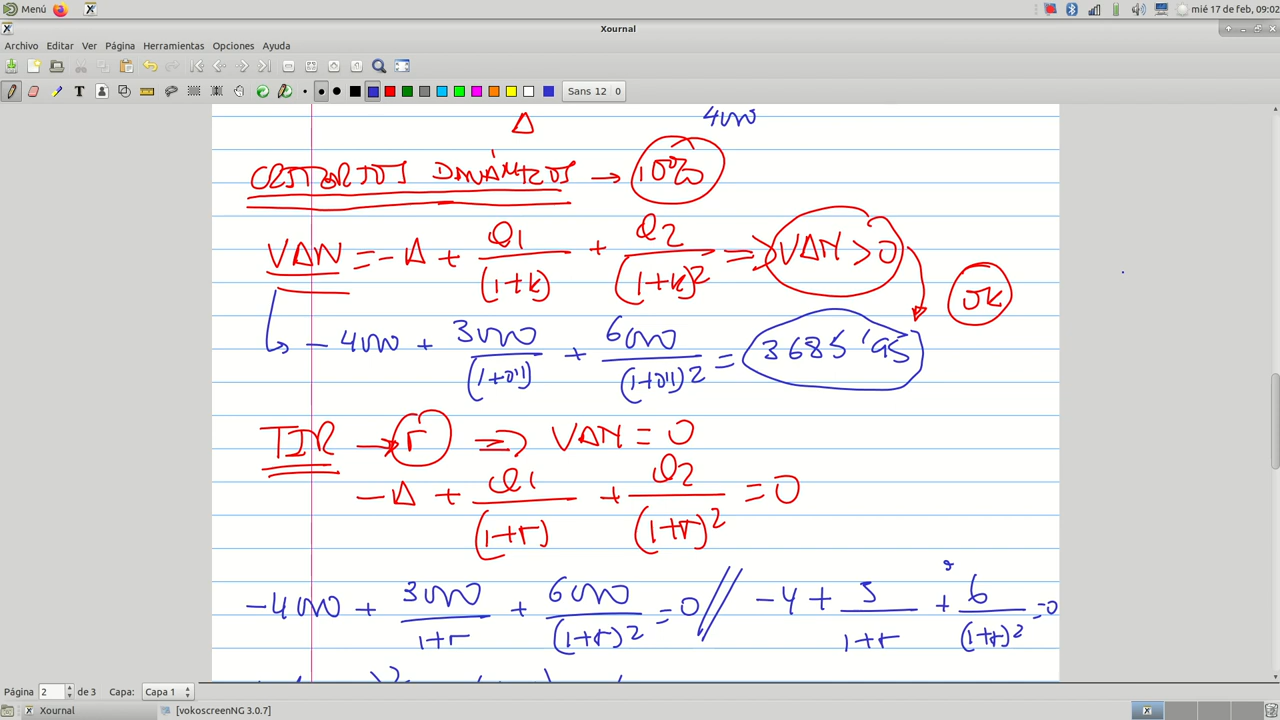 Menú mié 17 de feb, 09:02
Xournal
Archivo Editar Ver Página Herramientas Opciones Ayuda
Sans 12 0
4000
A
CRITERIOS DINÁMICOS → 10%
VAN = -A + Q1/(1+k) + Q2/(1+k)² => VAN > 0
OK
-4000 + 3000/(1+0'1) + 6000/(1+0'1)² = 3685'95
TIR → r => VAN = 0
-A + Q1/(1+r) + Q2/(1+r)² = 0
-4000 + 3000/1+r + 6000/(1+r)² = 0 // -4 + 3/1+r + 6/(1+r)² = 0
Página 2 de 3 Capa: Capa 1
Xournal [vokoscreenNG 3.0.7]